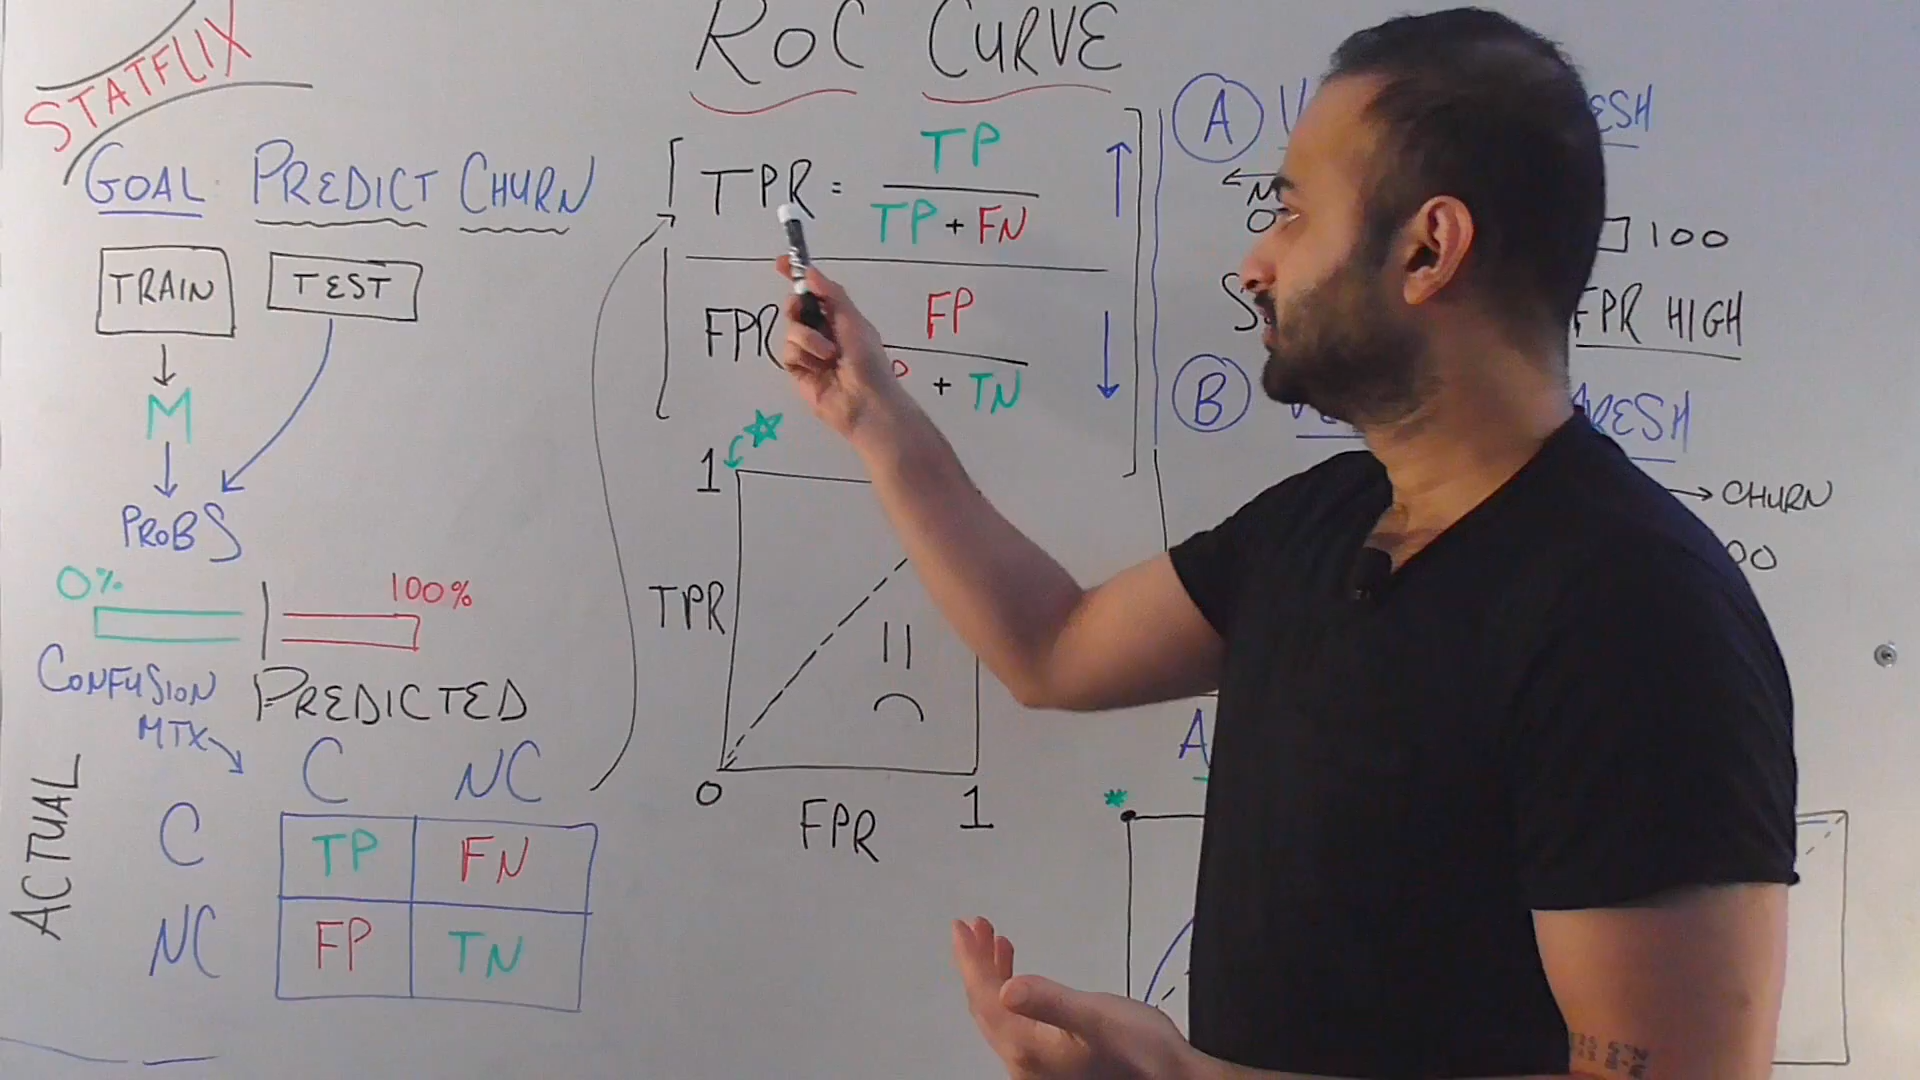 STATFLIX
GOAL: PREDICT CHURN
TRAIN
TEST
M
PROBS
0%
100%
CONFUSION
MTX
PREDICTED
C NC
ACTUAL
C
TP FN
NC
FP TN
ROC CURVE
TPR = TP
TP + FN
FPR FP
+ TN
1
TPR
0
FPR
1
A
100
FPR HIGH
B
CHURN
A